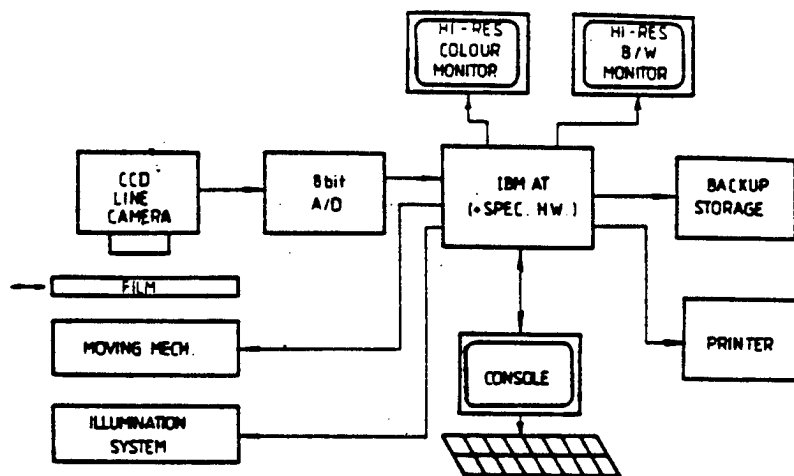 HI-RES
COLOUR
MONITOR
HI-RES
B/W
MONITOR
CCD
LINE
CAMERA
8bit
A/D
IBM AT
(+SPEC. HW.)
BACKUP
STORAGE
FILM
MOVING MECH.
CONSOLE
PRINTER
ILLUMINATION
SYSTEM